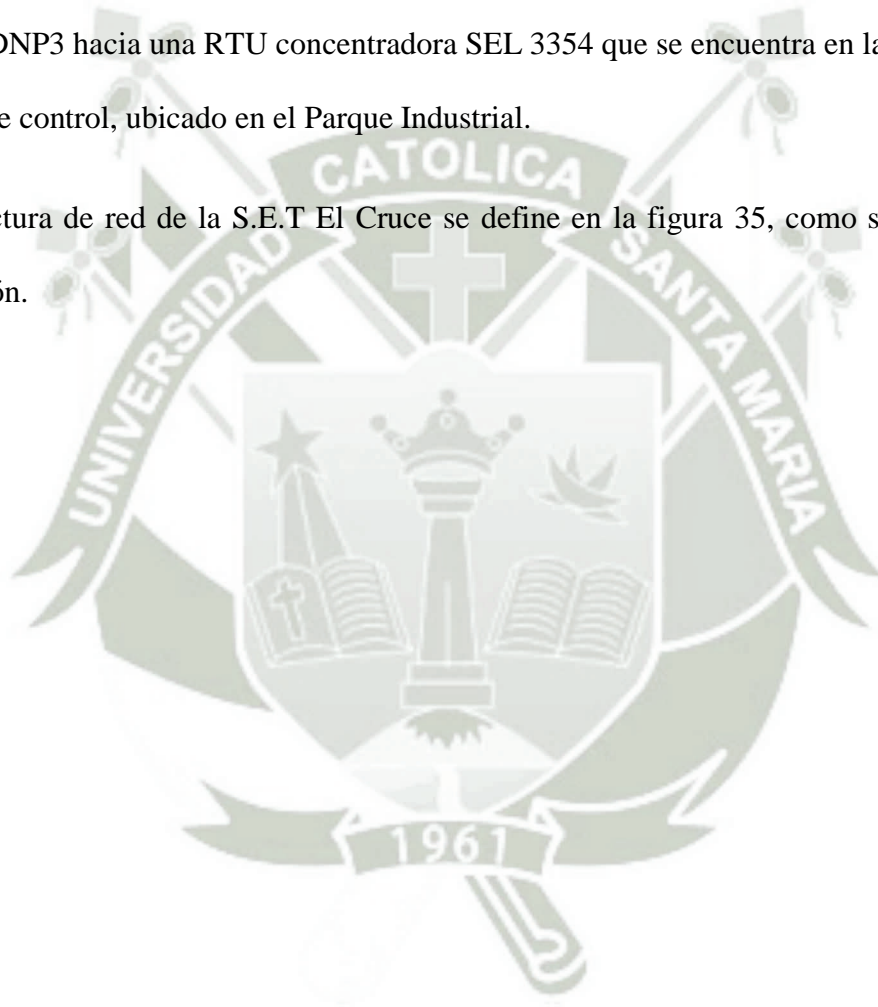 DNP3 hacia una RTU concentradora SEL 3354 que se encuentra en la
e control, ubicado en el Parque Industrial.
ctura de red de la S.E.T El Cruce se define en la figura 35, como s
ón.
UNIVERSIDAD CATOLICA SANTA MARIA
1961